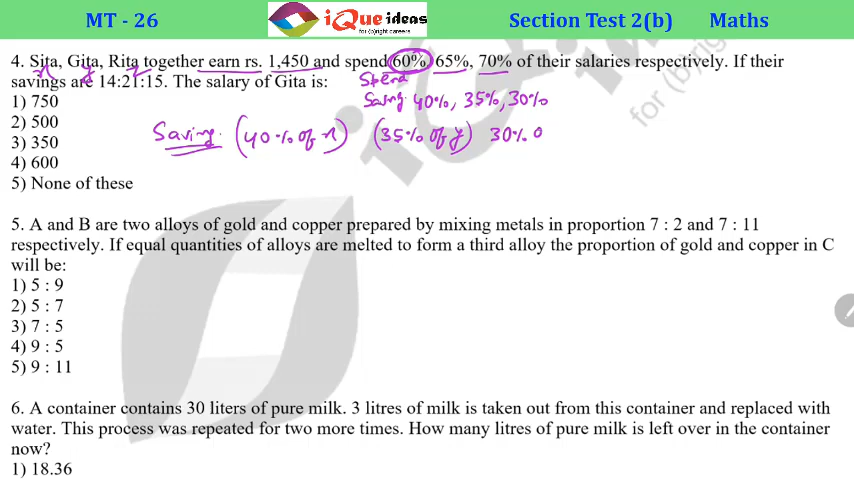 MT - 26
iQue ideas
for (b)right careers
Section Test 2(b) Maths
4. Sita, Gita, Rita together earn rs. 1,450 and spend 60%, 65%, 70% of their salaries respectively. If their
x y z
savings are 14:21:15. The salary of Gita is:
Spend
1) 750
Saving 40%, 35%, 30%
2) 500
Saving (40% of x) (35% of y) 30% o
3) 350
4) 600
5) None of these
for (b)righ
5. A and B are two alloys of gold and copper prepared by mixing metals in proportion 7 : 2 and 7 : 11
respectively. If equal quantities of alloys are melted to form a third alloy the proportion of gold and copper in C
will be:
1) 5 : 9
2) 5 : 7
3) 7 : 5
4) 9 : 5
5) 9 : 11
6. A container contains 30 liters of pure milk. 3 litres of milk is taken out from this container and replaced with
water. This process was repeated for two more times. How many litres of pure milk is left over in the container
now?
1) 18.36